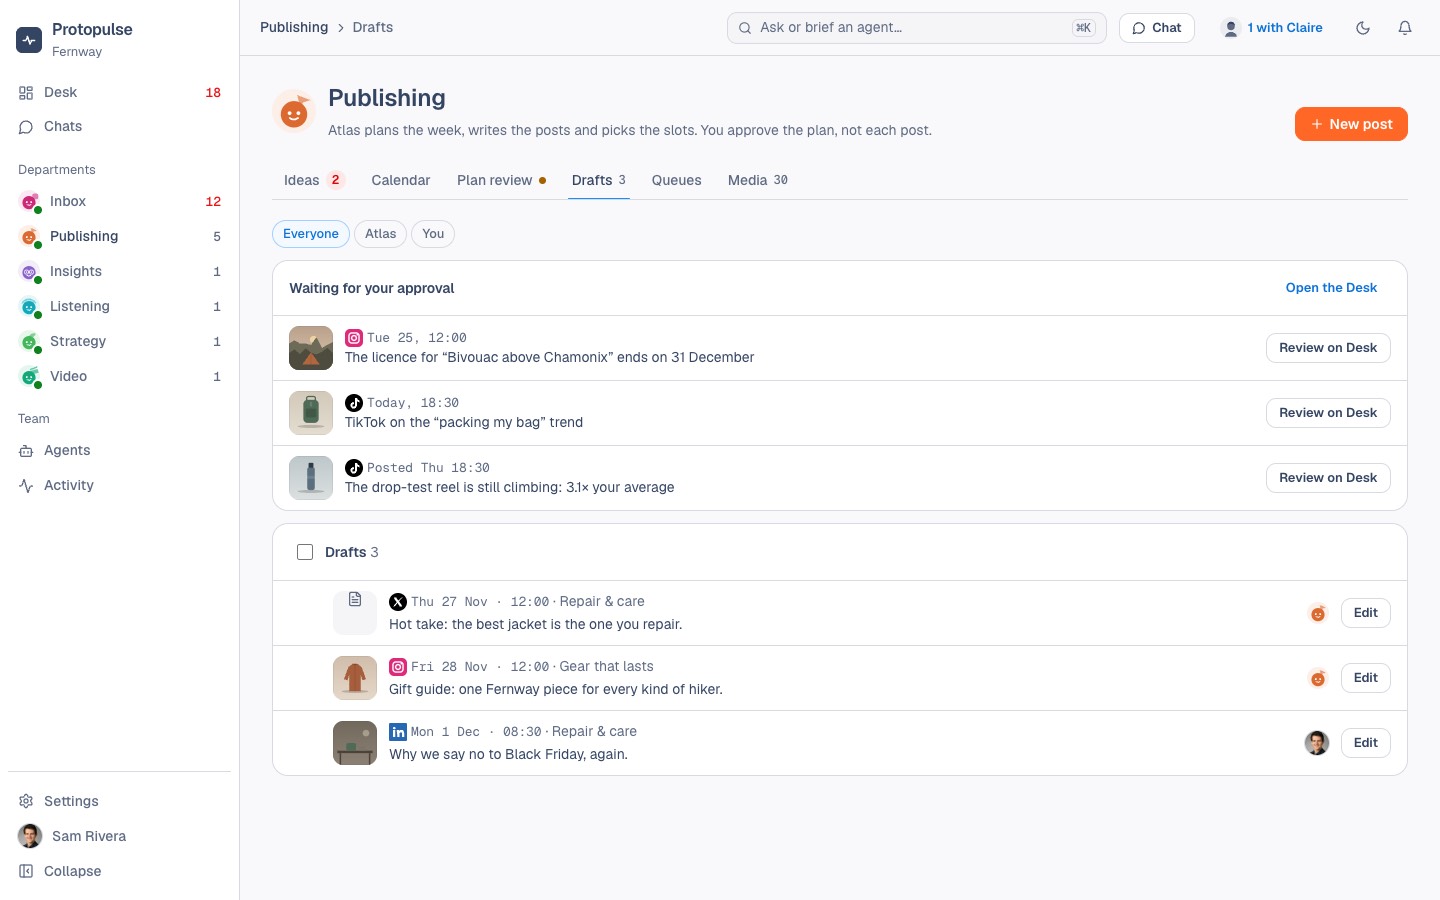 Protopulse
Fernway
Desk 18
Chats
Departments
Inbox 12
Publishing 5
Insights 1
Listening 1
Strategy 1
Video 1
Team
Agents
Activity
Settings
Sam Rivera
Collapse
Publishing > Drafts
Ask or brief an agent… ⌘K
Chat
1 with Claire
Publishing
Atlas plans the week, writes the posts and picks the slots. You approve the plan, not each post.
+ New post
Ideas 2 Calendar Plan review Drafts 3 Queues Media 30
Everyone Atlas You
Waiting for your approval Open the Desk
Tue 25, 12:00
The licence for “Bivouac above Chamonix” ends on 31 December
Review on Desk
Today, 18:30
TikTok on the “packing my bag” trend
Review on Desk
Posted Thu 18:30
The drop-test reel is still climbing: 3.1× your average
Review on Desk
Drafts 3
Thu 27 Nov · 12:00 · Repair & care
Hot take: the best jacket is the one you repair.
Edit
Fri 28 Nov · 12:00 · Gear that lasts
Gift guide: one Fernway piece for every kind of hiker.
Edit
in Mon 1 Dec · 08:30 · Repair & care
Why we say no to Black Friday, again.
Edit